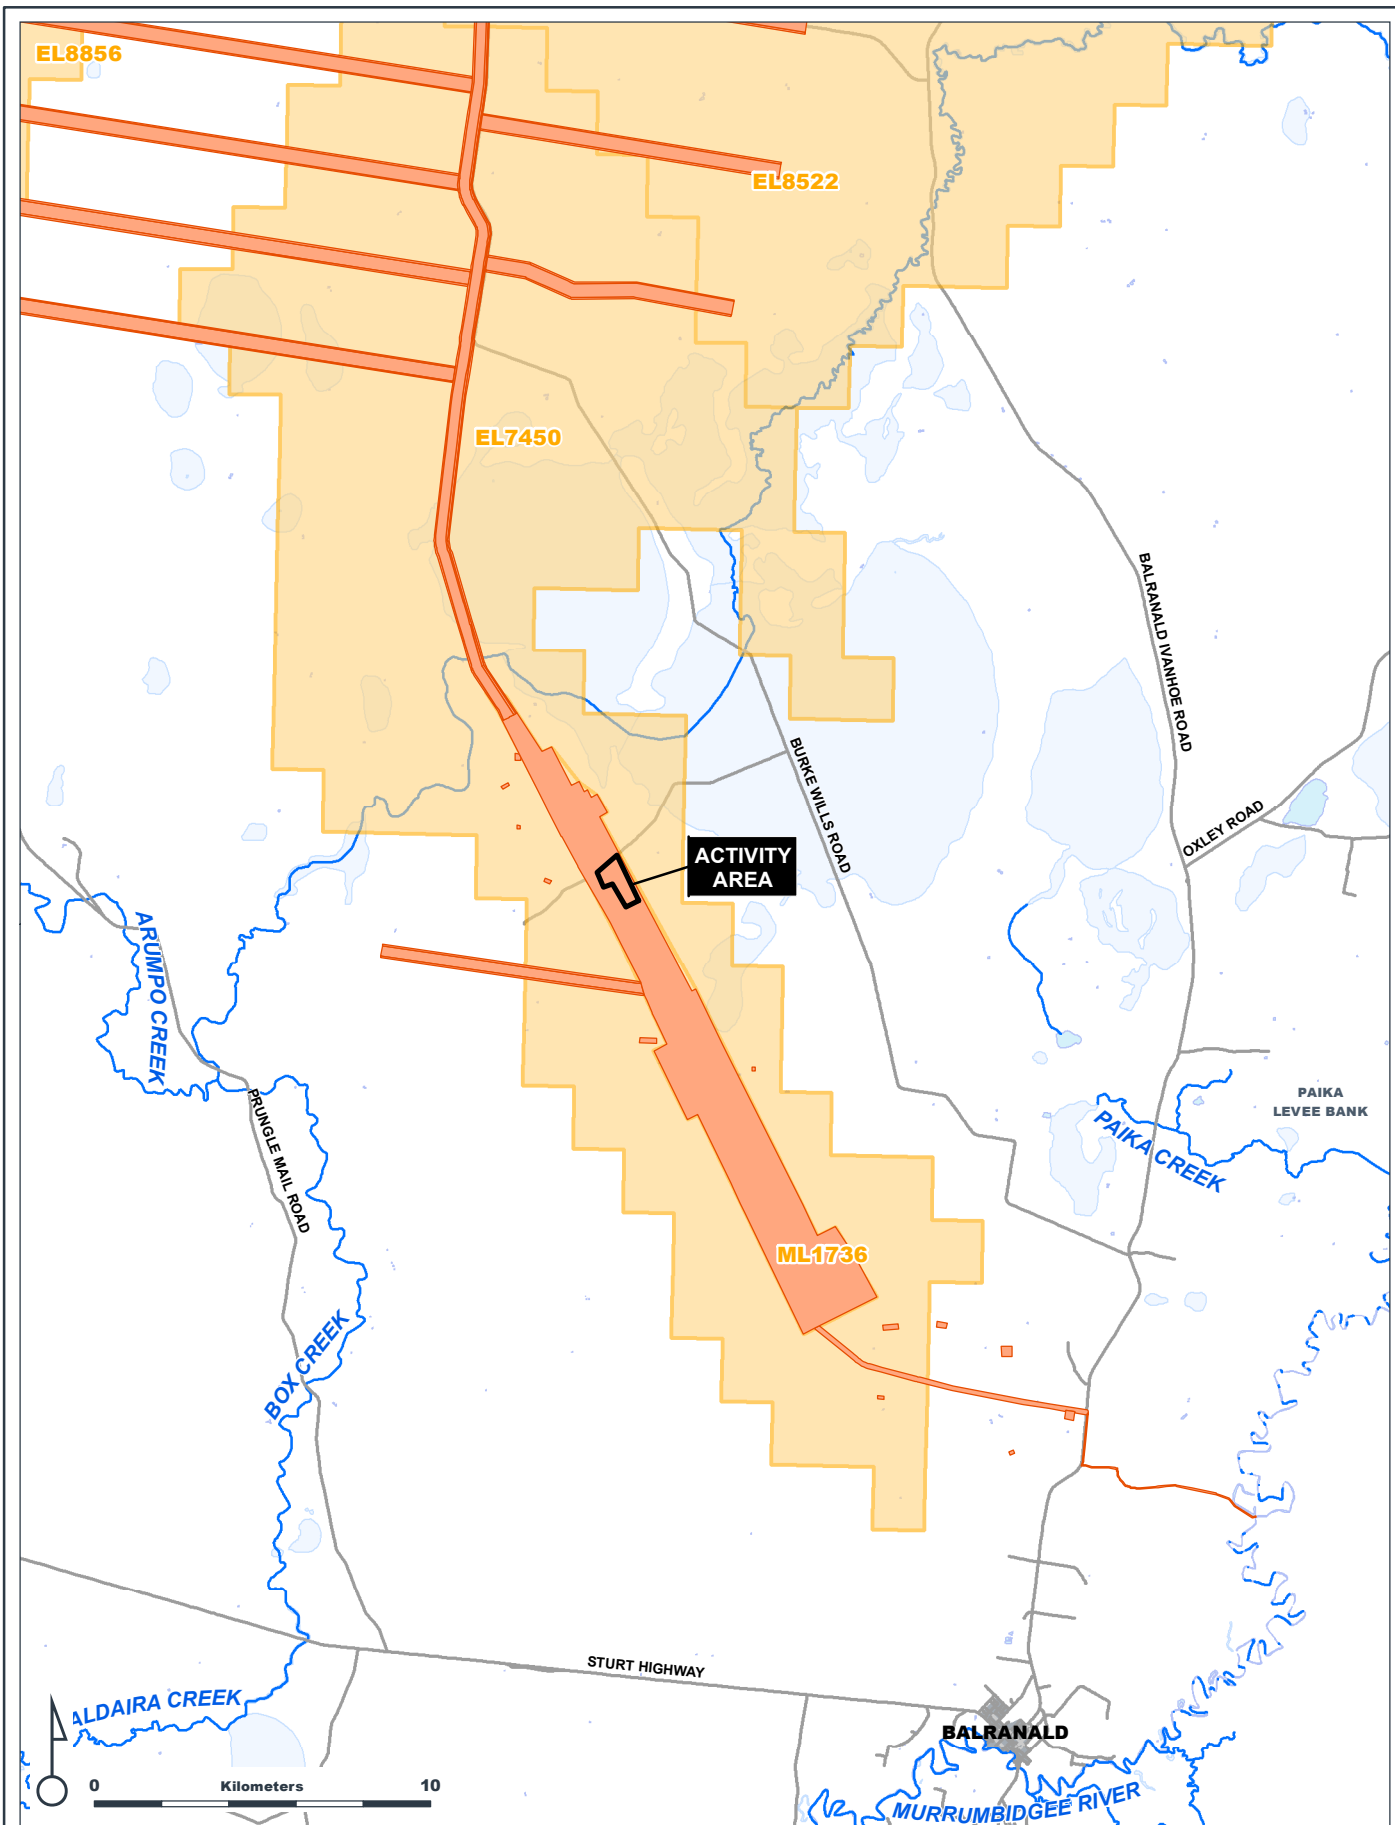 EL8856
EL8522
EL7450
BALRANALD IVANHOE ROAD
BURKE WILLS ROAD
OXLEY ROAD
ACTIVITY
AREA
ARUMPO CREEK
PRUNGLE MAIL ROAD
PAIKA
LEVEE BANK
PAIKA CREEK
ML1736
BOX CREEK
STURT HIGHWAY
ALDAIRA CREEK
BALRANALD
MURRUMBIDGEE RIVER
0 Kilometers 10